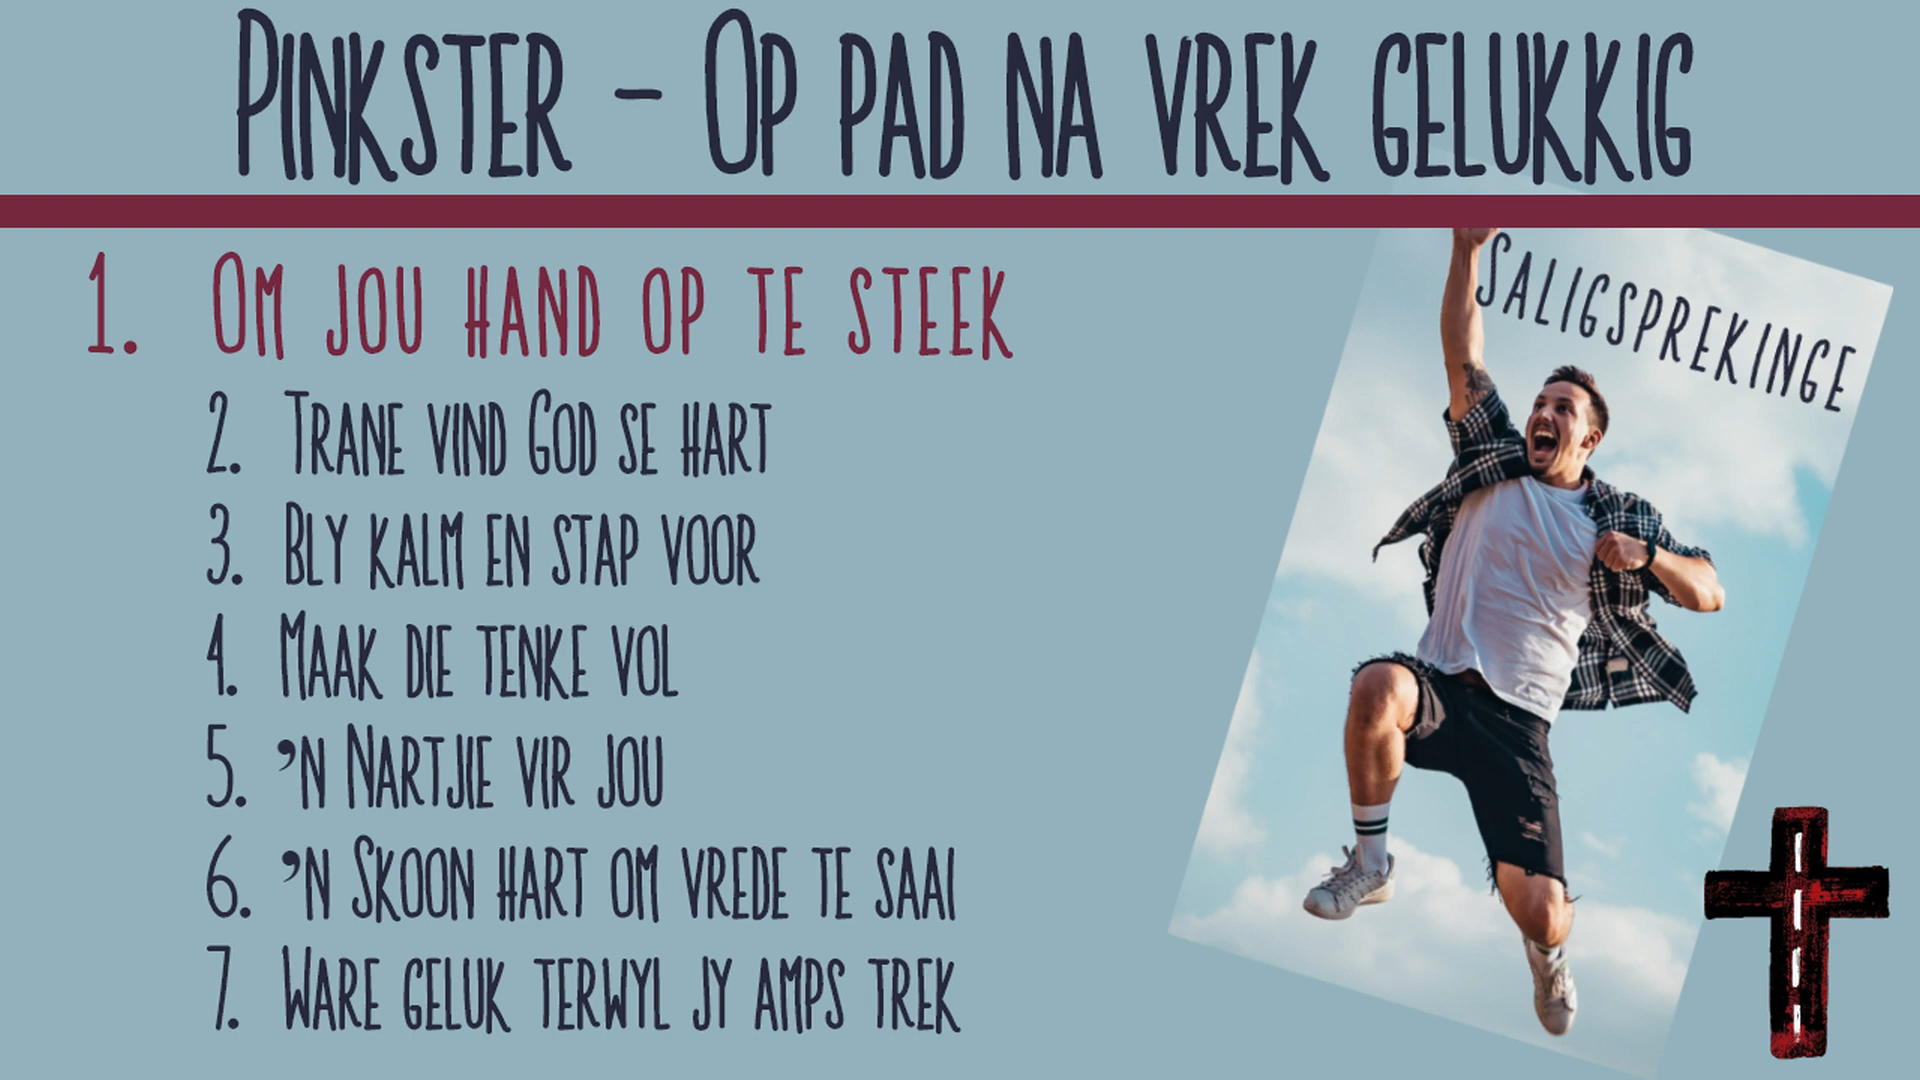 Pinkster - Op pad na vrek gelukkig
Saligsprekinge
1. Om jou hand op te steek
2. Trane vind God se hart
3. Bly kalm en stap voor
4. Maak die tenke vol
5. 'n Nartjie vir jou
6. 'n Skoon hart om vrede te saai
7. Ware geluk terwyl jy amps trek